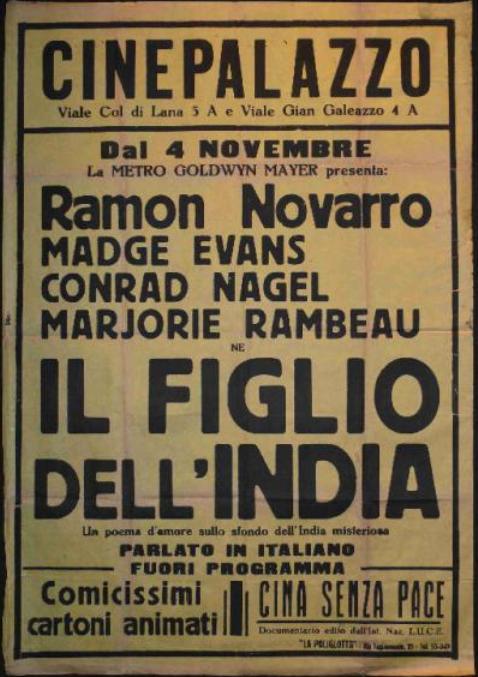 CINEPALAZZO
Viale Col di Lana 5 A e Viale Gian Galeazzo 4 A
Dal 4 NOVEMBRE
La METRO GOLDWYN MAYER presenta:
Ramon Novarro
MADGE EVANS
CONRAD NAGEL
MARJORIE RAMBEAU
NE
IL FIGLIO
DELL'INDIA
Un poema d'amore sullo sfondo dell'India misteriosa
PARLATO IN ITALIANO
FUORI PROGRAMMA
Comicissimi
cartoni animati
CINA SENZA PACE
Documentario edito dall'Ist. Naz. L.U.C.E.
"LA POLIGLOTTA"